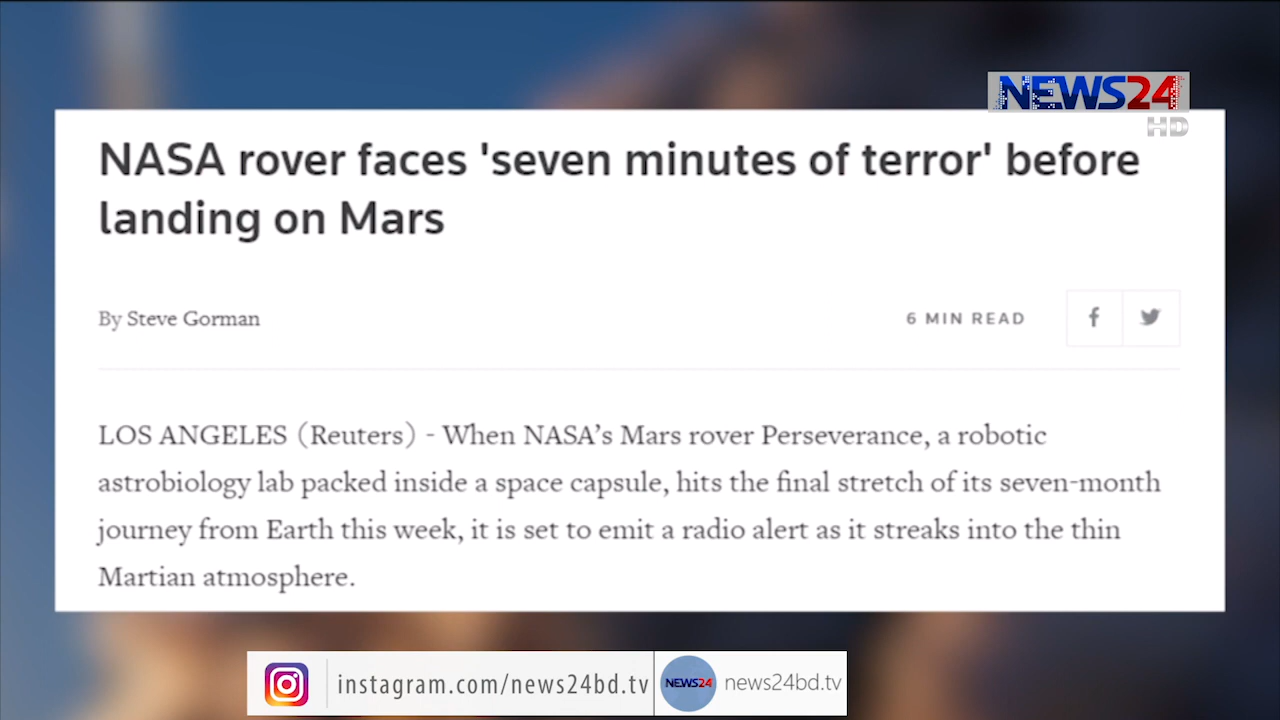 NEWS24
HD
NASA rover faces 'seven minutes of terror' before
landing on Mars
By Steve Gorman
6 MIN READ
LOS ANGELES (Reuters) - When NASA’s Mars rover Perseverance, a robotic
astrobiology lab packed inside a space capsule, hits the final stretch of its seven-month
journey from Earth this week, it is set to emit a radio alert as it streaks into the thin
Martian atmosphere.
instagram.com/news24bd.tv
NEWS24
news24bd.tv